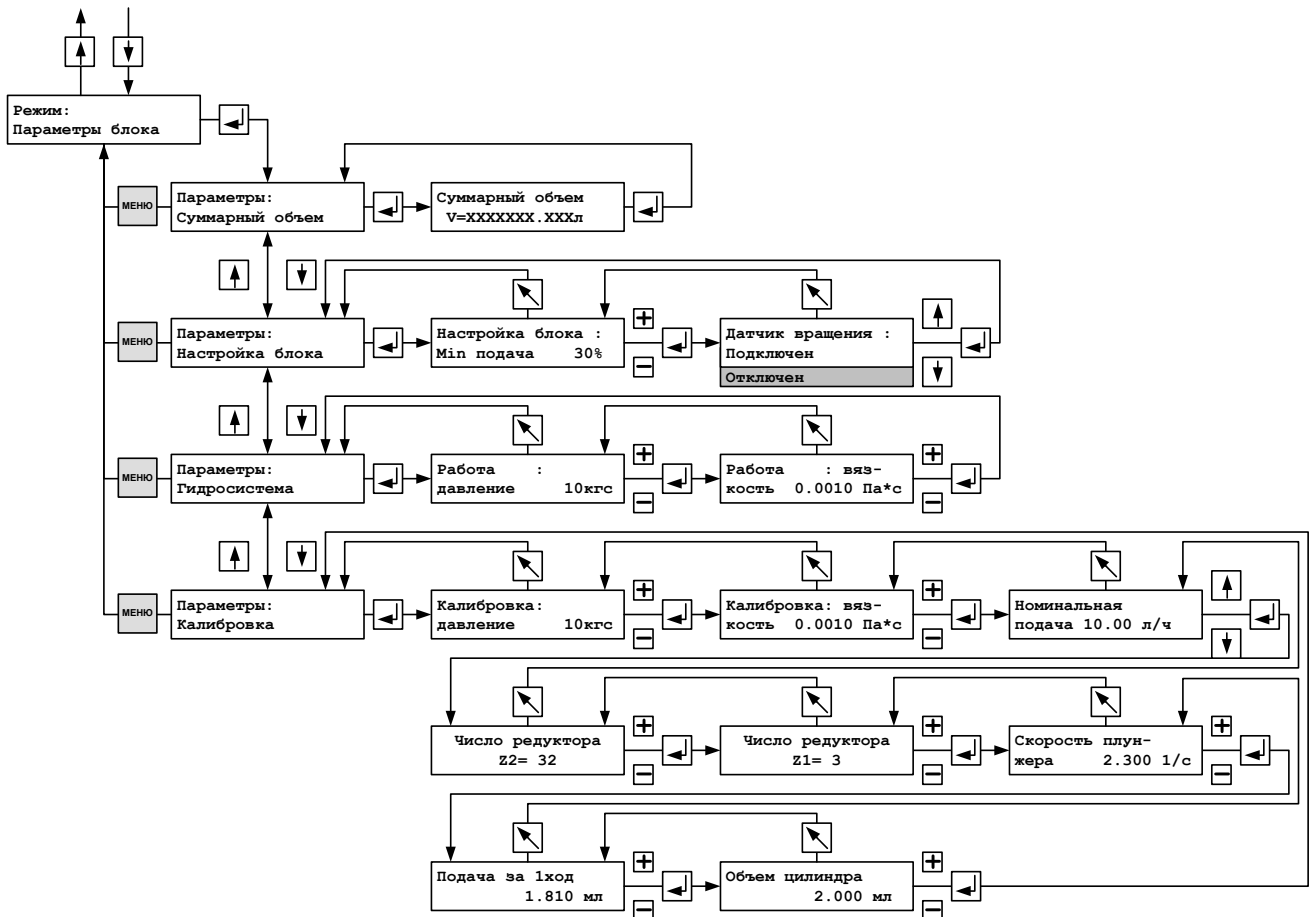 Режим:
Параметры блока
МЕНЮ
Параметры:
Суммарный объем
Суммарный объем
V=XXXXXXX.XXXл
МЕНЮ
Параметры:
Настройка блока
Настройка блока :
Min подача 30%
+
−
Датчик вращения :
Подключен
Отключен
МЕНЮ
Параметры:
Гидросистема
Работа :
давление 10кгс
+
−
Работа : вяз-
кость 0.0010 Па*с
+
−
МЕНЮ
Параметры:
Калибровка
Калибровка:
давление 10кгс
+
−
Калибровка: вяз-
кость 0.0010 Па*с
+
−
Номинальная
подача 10.00 л/ч
Число редуктора
Z2= 32
+
−
Число редуктора
Z1= 3
+
−
Скорость плун-
жера 2.300 1/с
+
−
Подача за 1ход
1.810 мл
+
−
Объем цилиндра
2.000 мл
+
−